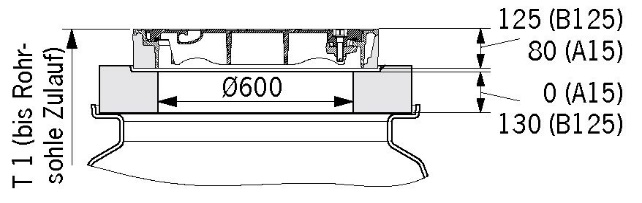 T 1 (bis Rohr-
sohle Zulauf)
Ø600
125 (B125)
80 (A15)
0 (A15)
130 (B125)